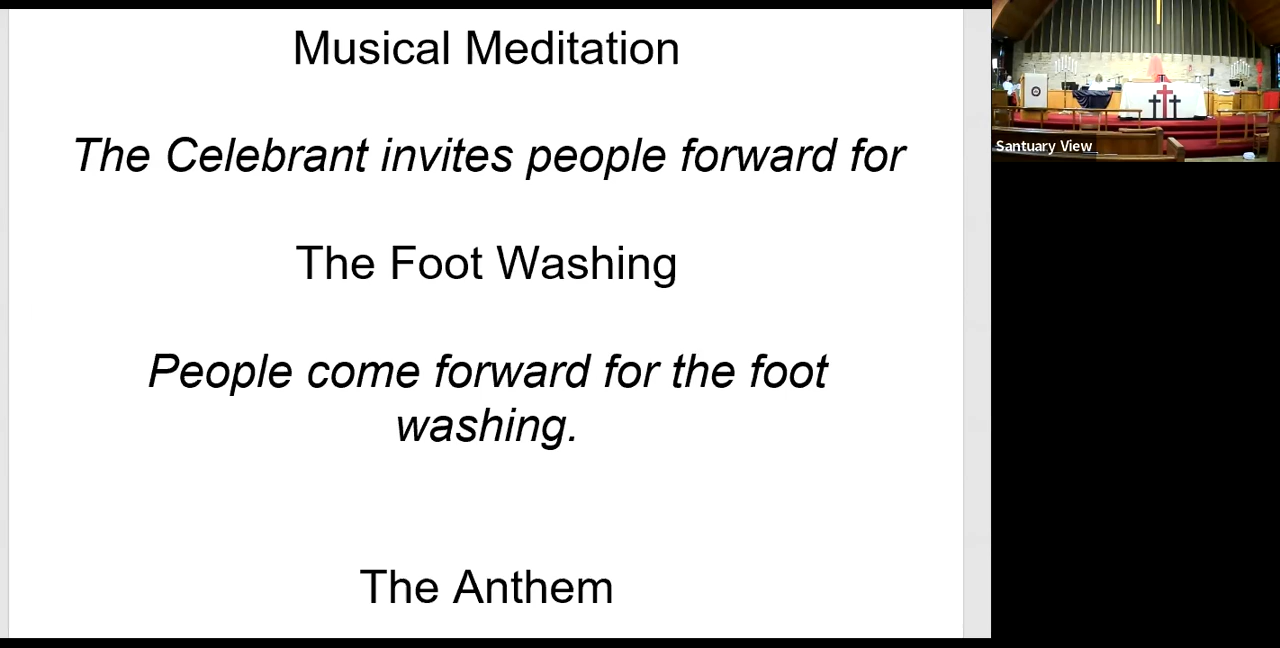 Musical Meditation
The Celebrant invites people forward for
The Foot Washing
People come forward for the foot
washing.
The Anthem
Santuary View